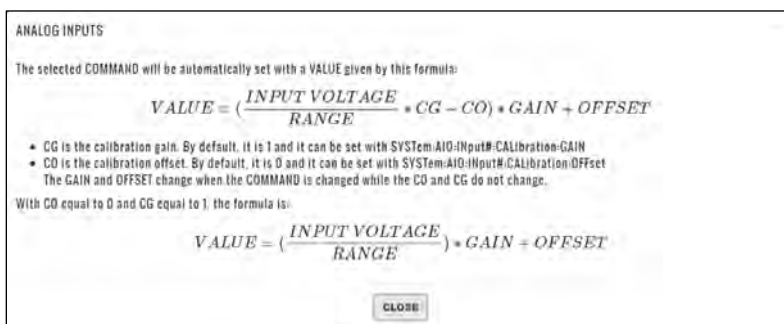 ANALOG INPUTS
The selected COMMAND will be automatically set with a VALUE given by this formula:
VALUE = (INPUT VOLTAGE / RANGE * CG − CO) * GAIN + OFFSET
• CG is the calibration gain. By default, it is 1 and it can be set with SYSTem:AIO:INput#:CALibration:GAIN
• CO is the calibration offset. By default, it is 0 and it can be set with SYSTem:AIO:INput#:CALibration:OFFset
The GAIN and OFFSET change when the COMMAND is changed while the CO and CG do not change.
With CO equal to 0 and CG equal to 1, the formula is:
VALUE = (INPUT VOLTAGE / RANGE) * GAIN + OFFSET
CLOSE